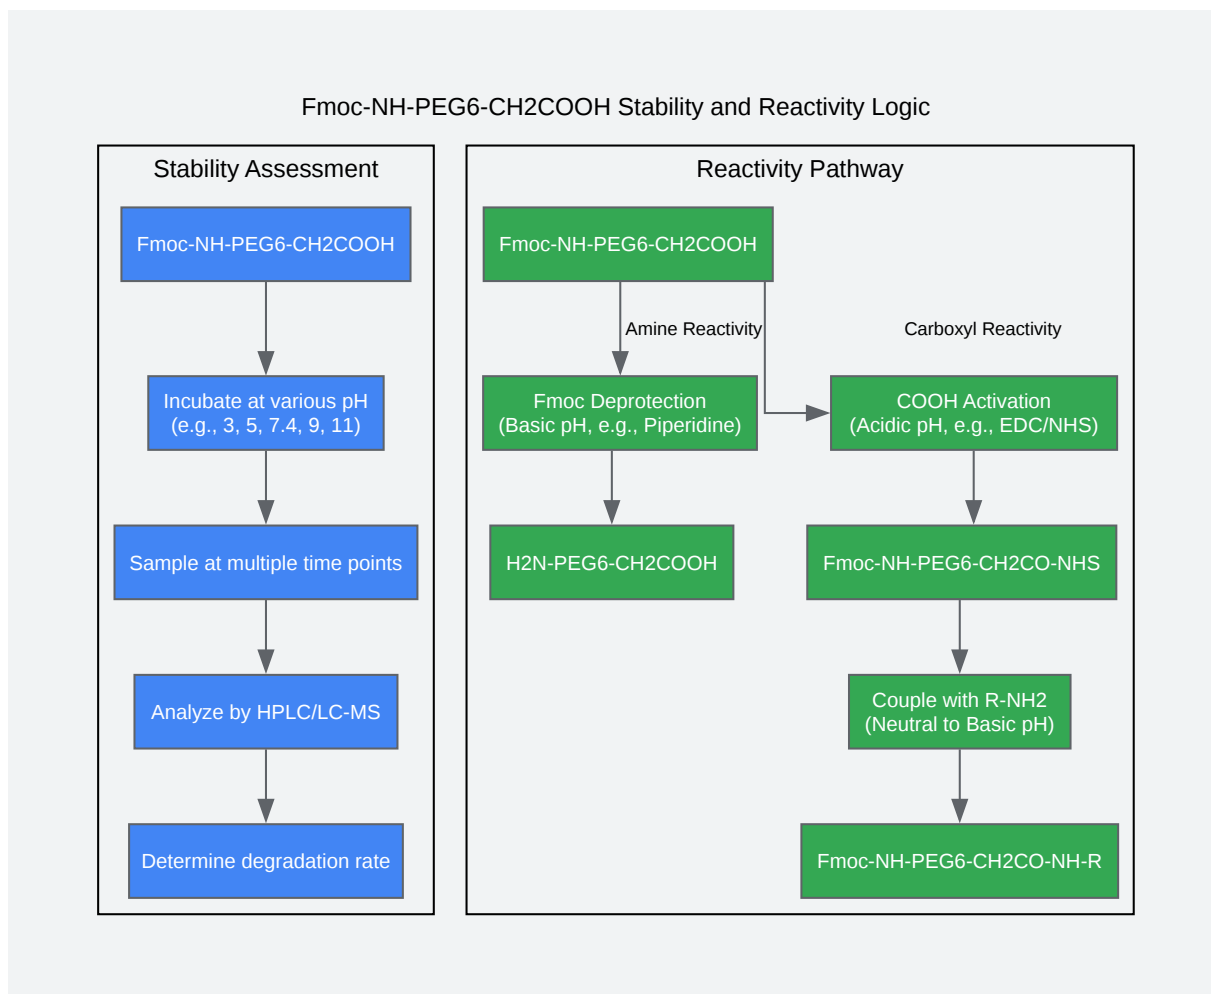 Fmoc-NH-PEG6-CH2COOH Stability and Reactivity Logic
Stability Assessment
Fmoc-NH-PEG6-CH2COOH
Incubate at various pH
(e.g., 3, 5, 7.4, 9, 11)
Sample at multiple time points
Analyze by HPLC/LC-MS
Determine degradation rate
Reactivity Pathway
Fmoc-NH-PEG6-CH2COOH
Amine Reactivity
Carboxyl Reactivity
Fmoc Deprotection
(Basic pH, e.g., Piperidine)
COOH Activation
(Acidic pH, e.g., EDC/NHS)
H2N-PEG6-CH2COOH
Fmoc-NH-PEG6-CH2CO-NHS
Couple with R-NH2
(Neutral to Basic pH)
Fmoc-NH-PEG6-CH2CO-NH-R